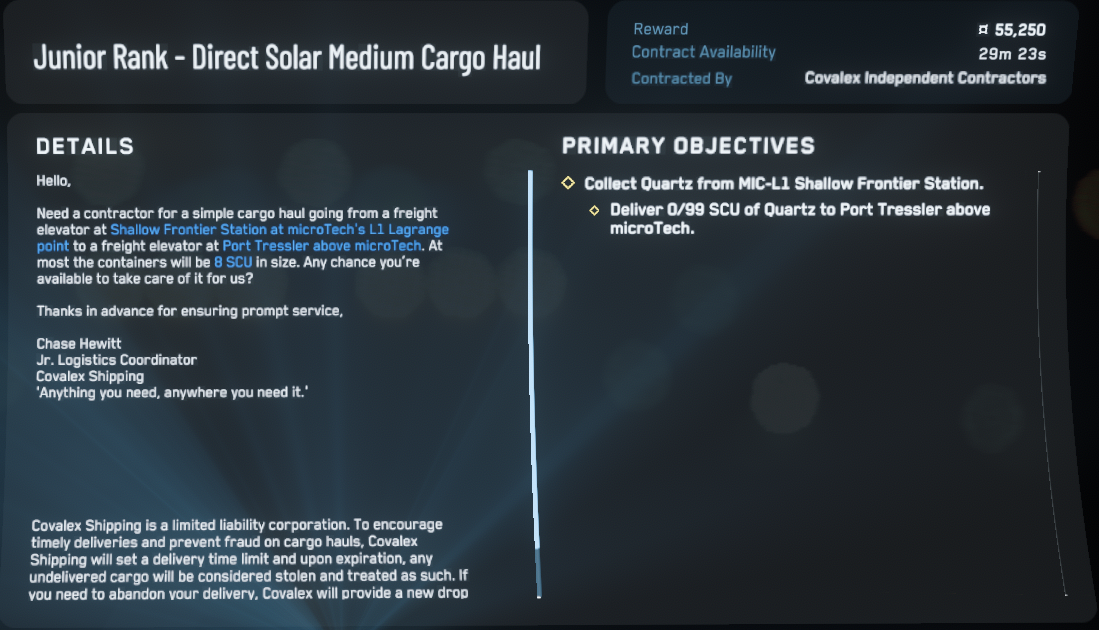 Junior Rank - Direct Solar Medium Cargo Haul
Reward ¤ 55,250
Contract Availability 29m 23s
Contracted By Covalex Independent Contractors
DETAILS
Hello,
Need a contractor for a simple cargo haul going from a freight
elevator at Shallow Frontier Station at microTech's L1 Lagrange
point to a freight elevator at Port Tressler above microTech. At
most the containers will be 8 SCU in size. Any chance you're
available to take care of it for us?
Thanks in advance for ensuring prompt service,
Chase Hewitt
Jr. Logistics Coordinator
Covalex Shipping
'Anything you need, anywhere you need it.'
Covalex Shipping is a limited liability corporation. To encourage
timely deliveries and prevent fraud on cargo hauls, Covalex
Shipping will set a delivery time limit and upon expiration, any
undelivered cargo will be considered stolen and treated as such. If
you need to abandon your delivery, Covalex will provide a new drop
PRIMARY OBJECTIVES
Collect Quartz from MIC-L1 Shallow Frontier Station.
Deliver 0/99 SCU of Quartz to Port Tressler above
microTech.